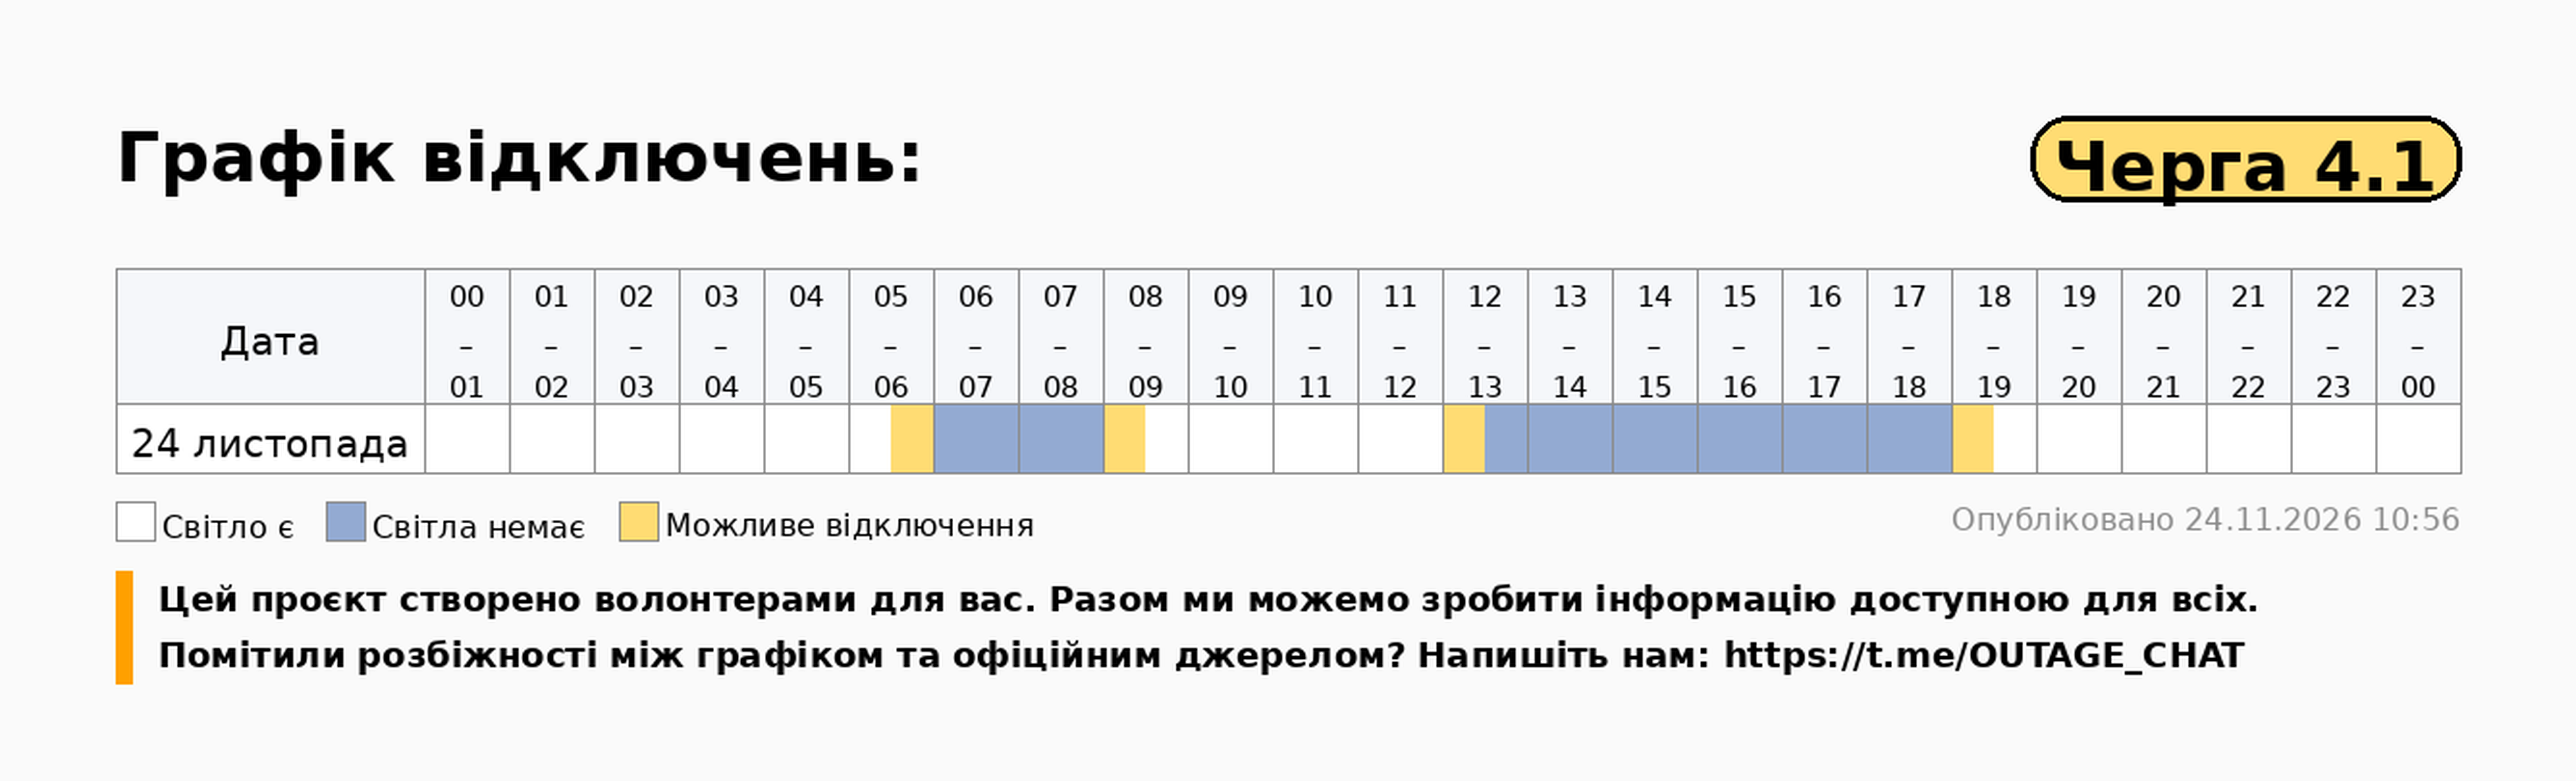 Графік відключень:
Черга 4.1
Дата
00 – 01
01 – 02
02 – 03
03 – 04
04 – 05
05 – 06
06 – 07
07 – 08
08 – 09
09 – 10
10 – 11
11 – 12
12 – 13
13 – 14
14 – 15
15 – 16
16 – 17
17 – 18
18 – 19
19 – 20
20 – 21
21 – 22
22 – 23
23 – 00
24 листопада
Світло є
Світла немає
Можливе відключення
Опубліковано 24.11.2026 10:56
Цей проєкт створено волонтерами для вас. Разом ми можемо зробити інформацію доступною для всіх.
Помітили розбіжності між графіком та офіційним джерелом? Напишіть нам: https://t.me/OUTAGE_CHAT